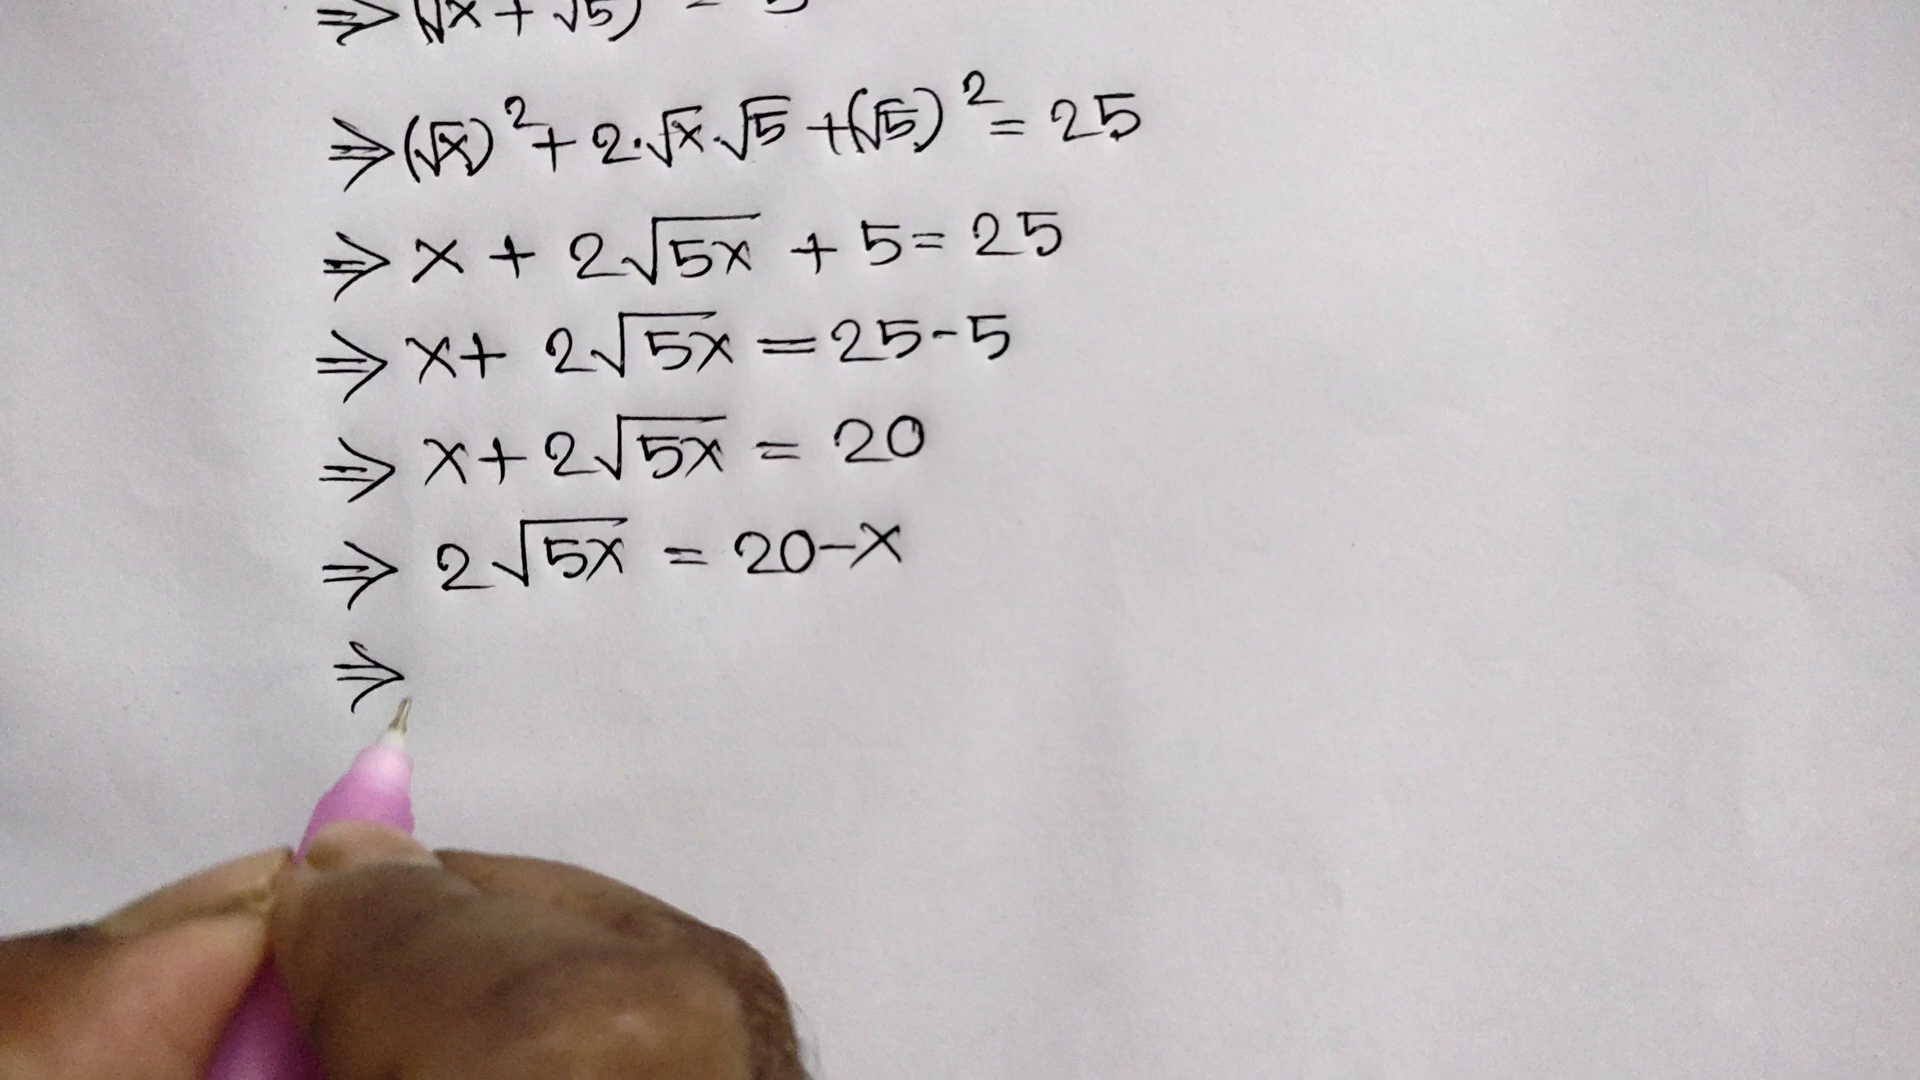 ⇒ (√x + √5)
⇒ (√x)² + 2·√x·√5 + (√5)² = 25
⇒ x + 2√5x + 5 = 25
⇒ x + 2√5x = 25 - 5
⇒ x + 2√5x = 20
⇒ 2√5x = 20 - x
⇒